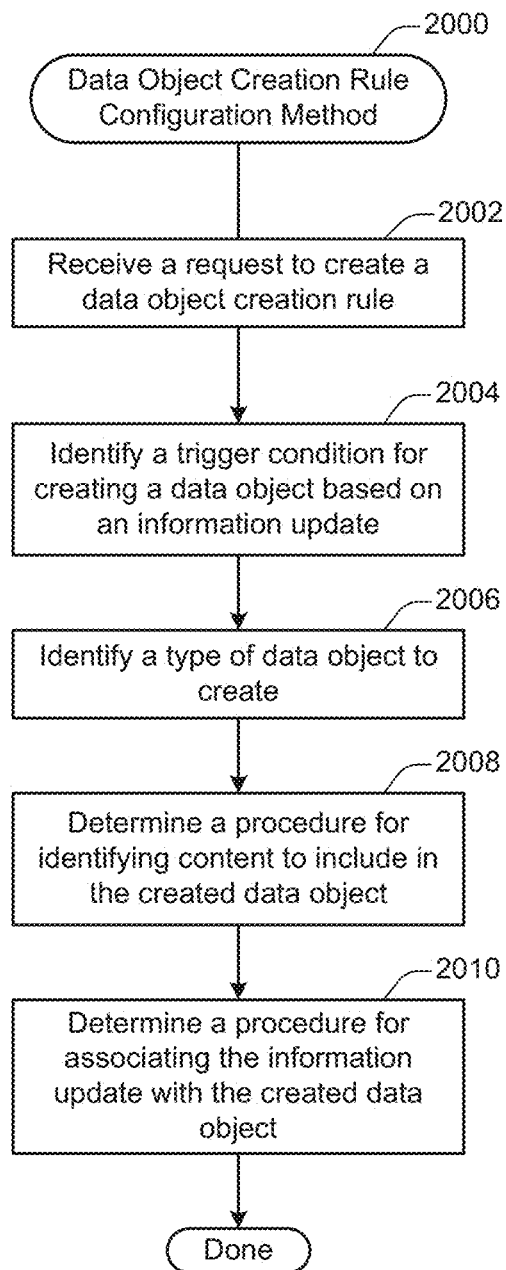 2000
Data Object Creation Rule
Configuration Method
2002
Receive a request to create a
data object creation rule
2004
Identify a trigger condition for
creating a data object based on
an information update
2006
Identify a type of data object to
create
2008
Determine a procedure for
identifying content to include in
the created data object
2010
Determine a procedure for
associating the information
update with the created data
object
Done